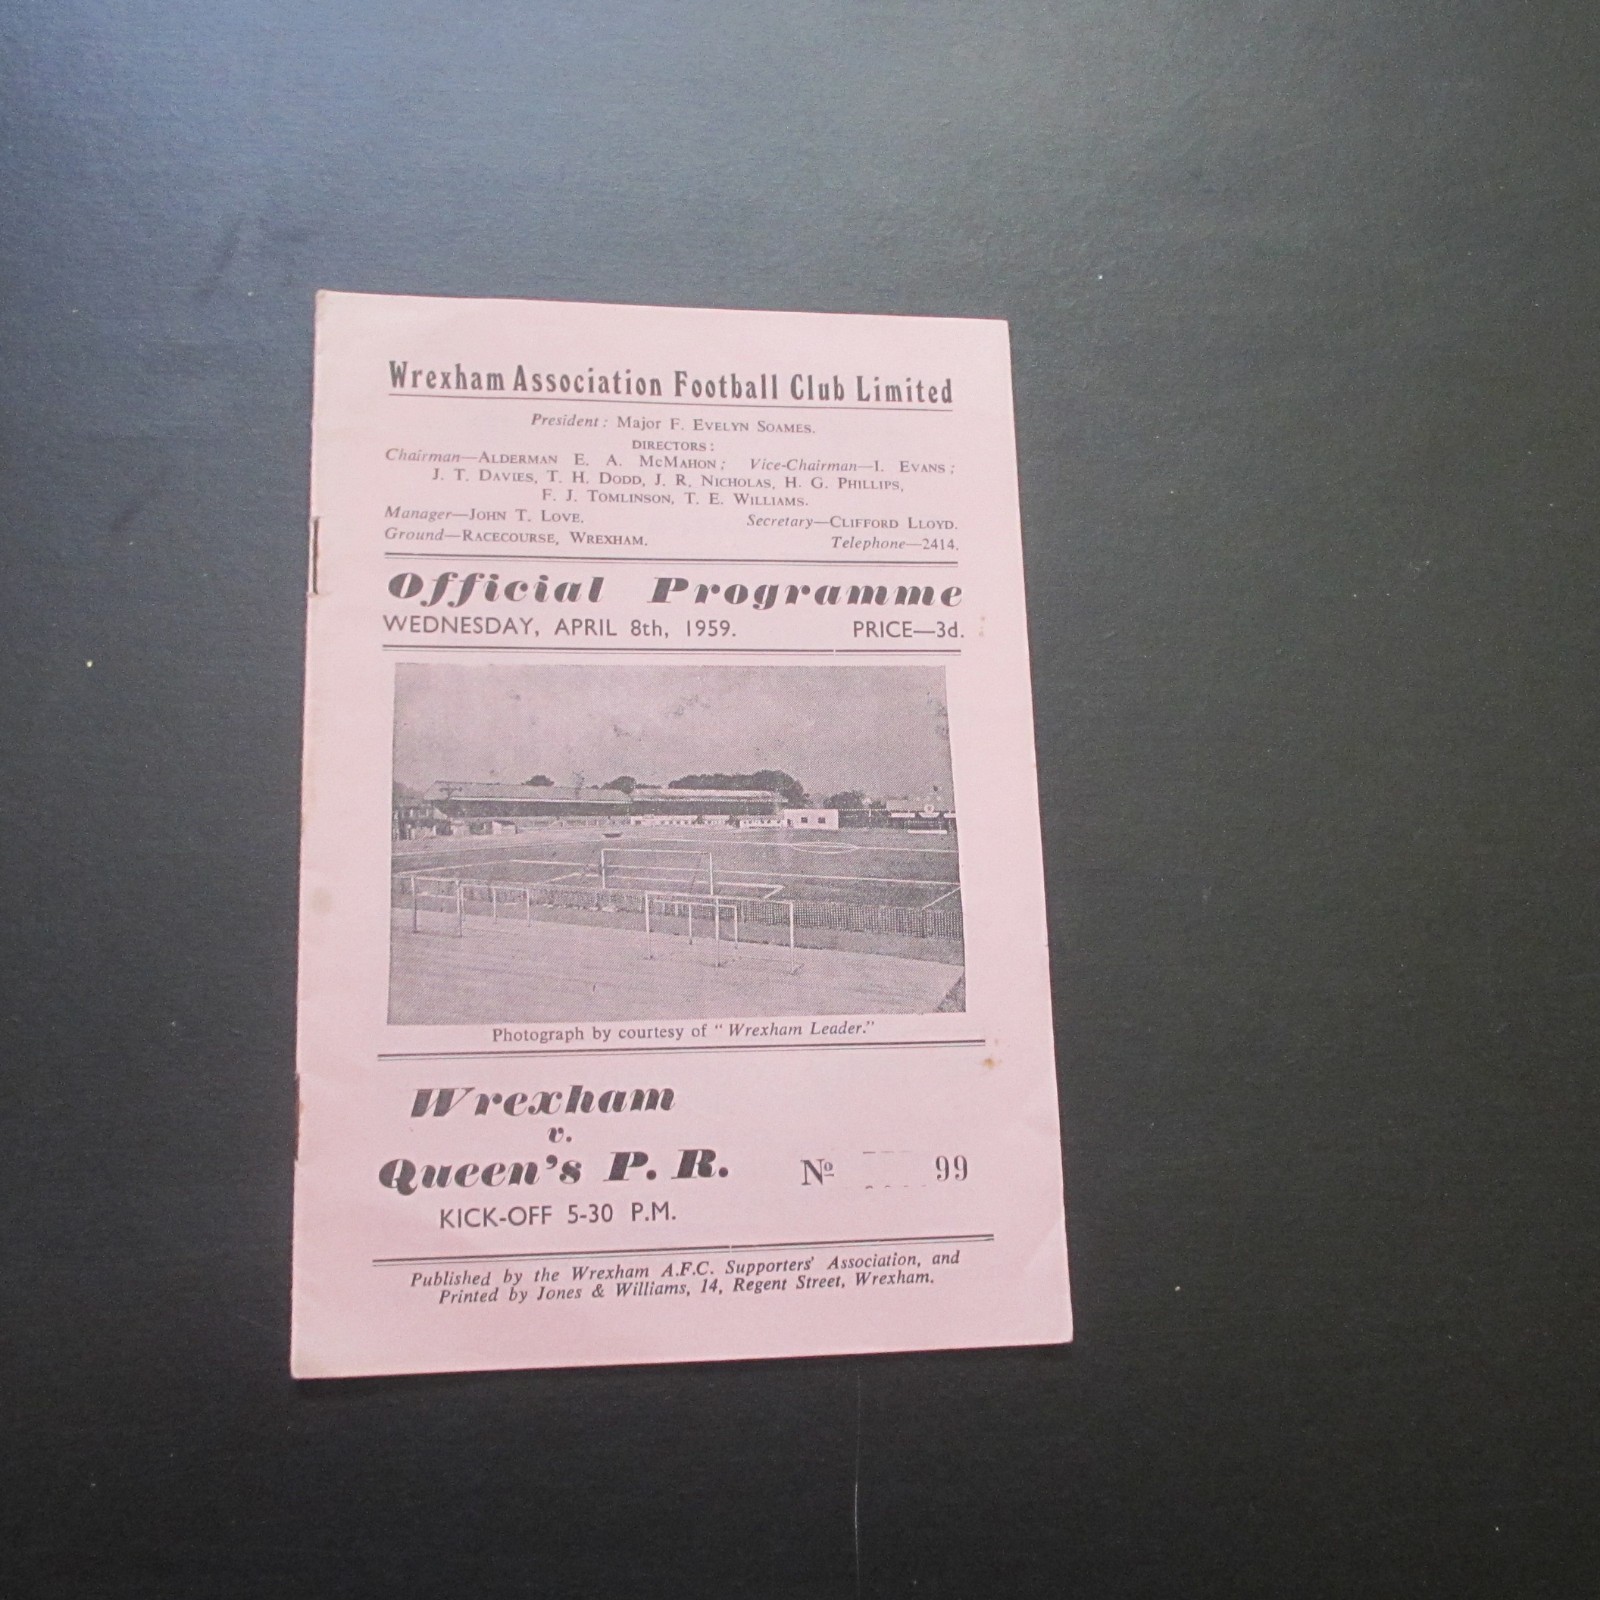 Wrexham Association Football Club Limited
President: Major F. EVELYN SOAMES.
DIRECTORS:
Chairman—ALDERMAN E. A. McMAHON; Vice-Chairman—I. EVANS;
J. T. DAVIES, T. H. DODD, J. R. NICHOLAS, H. G. PHILLIPS,
F. J. TOMLINSON, T. E. WILLIAMS.
Manager—JOHN T. LOVE. Secretary—CLIFFORD LLOYD.
Ground—RACECOURSE, WREXHAM. Telephone—2414.
Official Programme
WEDNESDAY, APRIL 8th, 1959. PRICE—3d.
Photograph by courtesy of "Wrexham Leader."
Wrexham
v.
Queen's P. R.
Nº 99
KICK-OFF 5-30 P.M.
Published by the Wrexham A.F.C. Supporters' Association, and
Printed by Jones & Williams, 14, Regent Street, Wrexham.